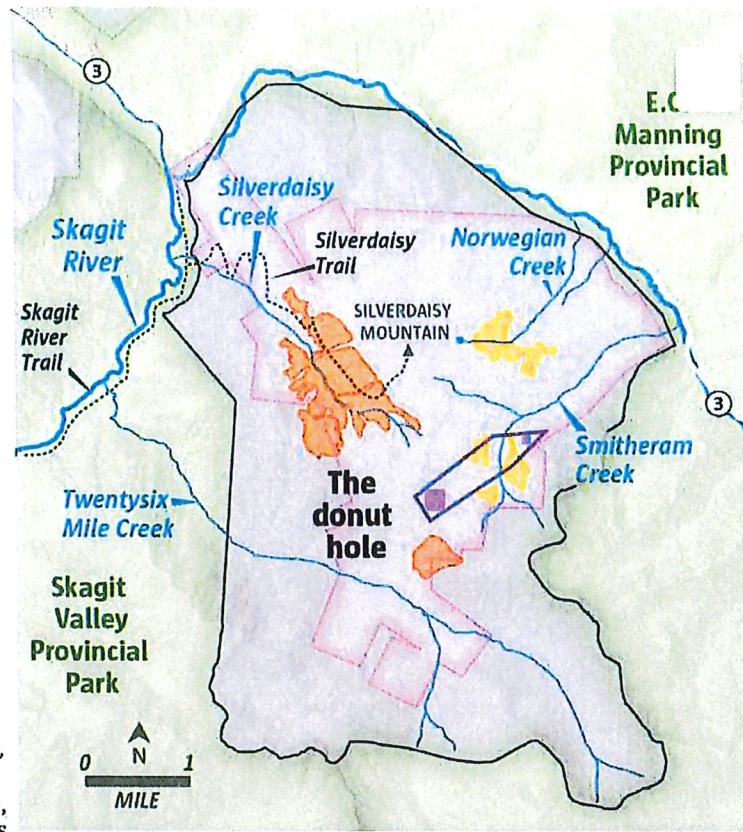 3
E.C
Manning
Provincial
Park
Silverdaisy
Creek
Skagit
River
Silverdaisy
Trail
Norwegian
Creek
Skagit
River
Trail
SILVERDAISY
MOUNTAIN
3
Smitheram
Creek
The
donut
hole
Twentysix
Mile Creek
Skagit
Valley
Provincial
Park
N
0 1
MILE